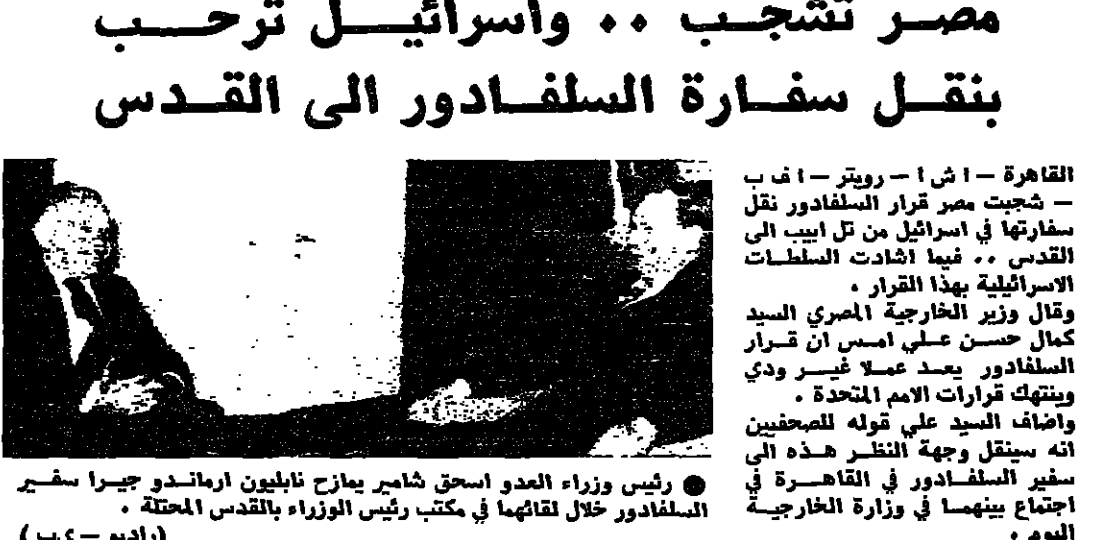 مصر تشجب .. واسرائيل ترحب
بنقل سفارة السلفادور الى القدس
القاهرة - ا ش ا - رويتر - ا ف ب
- شجبت مصر قرار السلفادور نقل
سفارتها في اسرائيل من تل ابيب الى
القدس .. فيما اشادت السلطات
الاسرائيلية بهذا القرار .
وقال وزير الخارجية المصري السيد
كمال حسن علي امس ان قرار
السلفادور يعد عملا غير ودي
وينتهك قرارات الامم المتحدة .
واضاف السيد علي قوله للصحفيين
انه سينقل وجهة النظر هذه الى
سفير السلفادور في القاهرة في
اجتماع بينهما في وزارة الخارجية
اليوم .
● رئيس وزراء العدو اسحق شامير يمازح نابليون ارماندو جيرا سفير
السلفادور خلال لقائهما في مكتب رئيس الوزراء بالقدس المحتلة .
(راديو - ع ب)